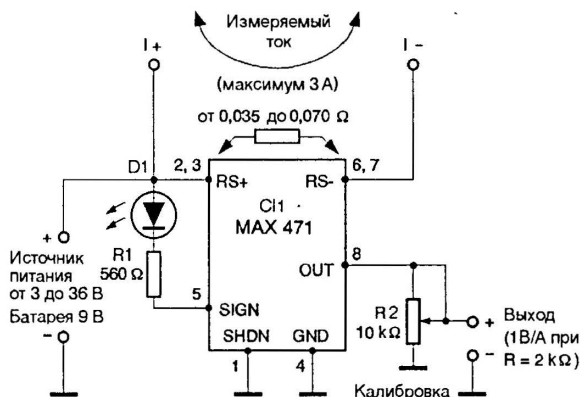 Измеряемый
ток
I+
I-
(максимум 3 А)
от 0,035 до 0,070 Ω
D1
2, 3
6, 7
RS+
RS-
CI1
MAX 471
+
R1
560 Ω
8
OUT
Источник
питания
от 3 до 36 В
Батарея 9 В
-
5
SIGN
R2
10 kΩ
+
-
Выход
(1В/А при
R = 2 kΩ)
SHDN
GND
1
4
Калибровка